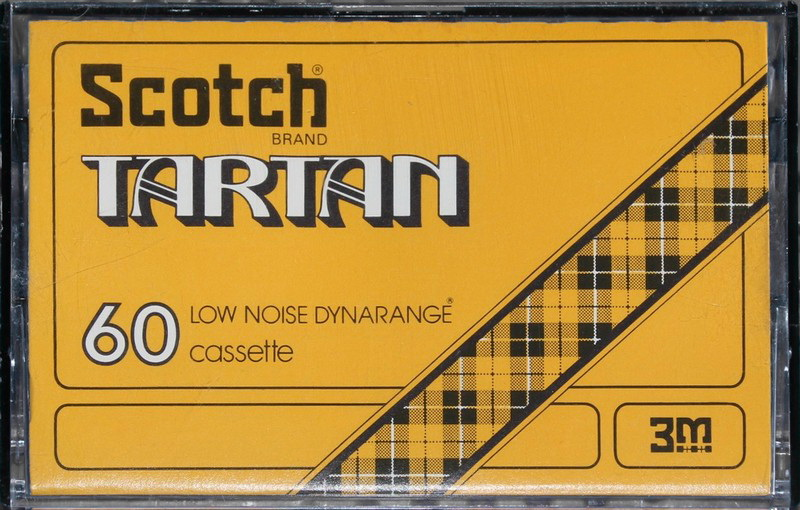 Scotch®
BRAND
TARTAN
60 LOW NOISE DYNARANGE®
cassette
3M